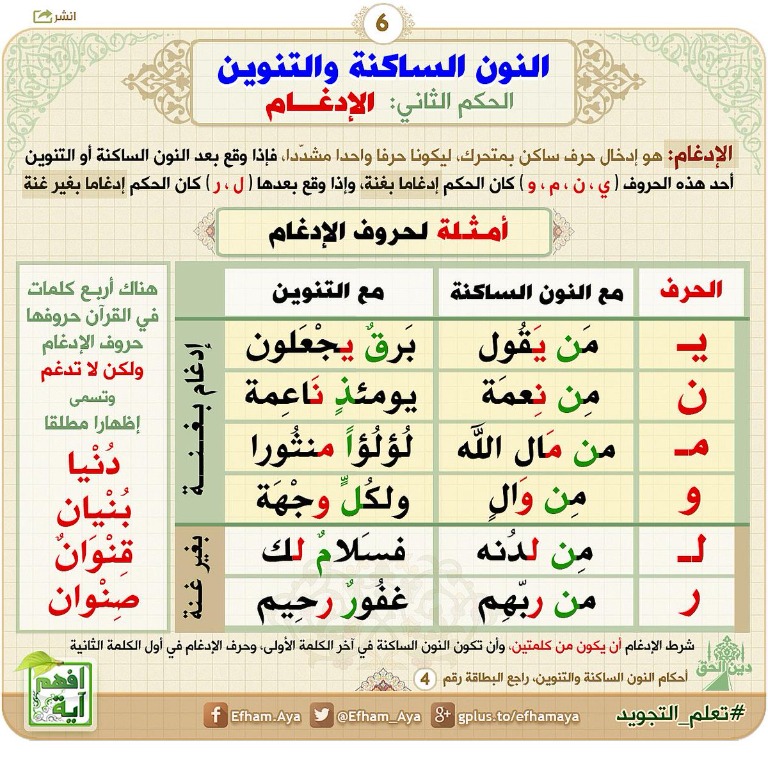 انشر
6
النون الساكنة والتنوين
الحكم الثاني: الإدغـــام
الإدغام: هو إدخال حرف ساكن بمتحرك، ليكونا حرفا واحدا مشدّدا، فإذا وقع بعد النون الساكنة أو التنوين
أحد هذه الحروف (ي ، ن ، م ، و) كان الحكم إدغاما بغنة، وإذا وقع بعدها (ل ، ر) كان الحكم إدغاما بغير غنة
أمـثـلة لحروف الإدغام
الحرف مع النون الساكنة مع التنوين
إدغام بغـنـــة
يـ مَن يَقُول بَرقٌ يجْعَلون
ن مِن نِعمَة يومئذٍ نَاعِمة
مـ من مَال اللَّه لُؤلُؤاً منثُورا
و مِن وَالٍ ولكُلٍّ وجْهَة
بغير غنة
لـ مِن لدُنه فسَلامٌ لك
ر من ربّهِم غفُورٌ رحِيم
هناك أربع كلمات
في القرآن حروفها
حروف الإدغام
ولكن لا تدغم
وتسمى
إظهارا مطلقا
دُنْيا
بُنْيان
قِنْوَانٌ
صِنْوان
شرط الإدغام أن يكون من كلمتين، وأن تكون النون الساكنة في آخر الكلمة الأولى، وحرف الإدغام في أول الكلمة الثانية
أحكام النون الساكنة والتنوين، راجع البطاقة رقم 4
دين الحق
افهم
آية
#تعلم_التجويد
Efham.Aya @Efham_Aya gplus.to/efhamaya